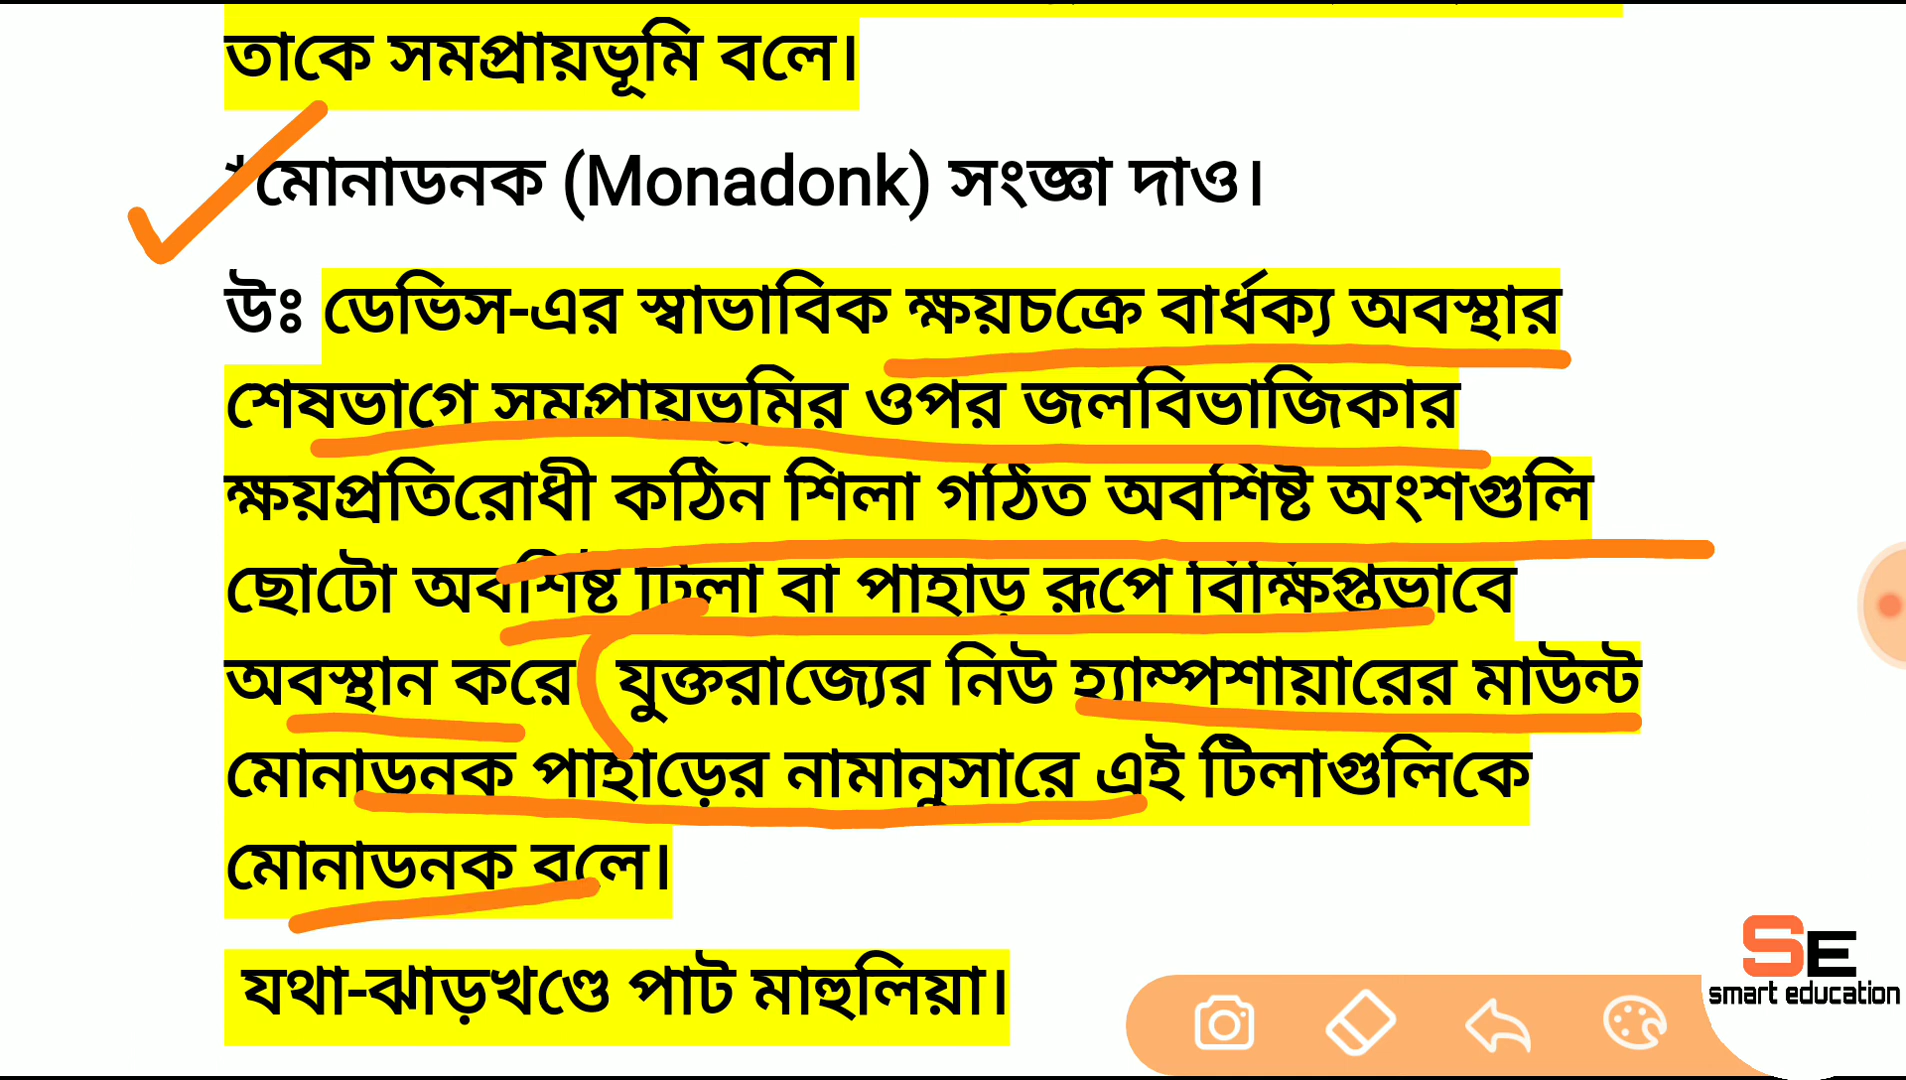 তাকে সমপ্রায়ভূমি বলে।
*মোনাডনক (Monadonk) সংজ্ঞা দাও।
উঃ ডেভিস-এর স্বাভাবিক ক্ষয়চক্রে বার্ধক্য অবস্থার
শেষভাগে সমপ্রায়ভূমির ওপর জলবিভাজিকার
ক্ষয়প্রতিরোধী কঠিন শিলা গঠিত অবশিষ্ট অংশগুলি
ছোটো অবশিষ্ট টিলা বা পাহাড় রূপে বিক্ষিপ্তভাবে
অবস্থান করে যুক্তরাজ্যের নিউ হ্যাম্পশায়ারের মাউন্ট
মোনাডনক পাহাড়ের নামানুসারে এই টিলাগুলিকে
মোনাডনক বলে।
যথা-ঝাড়খণ্ডে পাট মাহুলিয়া।
SE
smart education